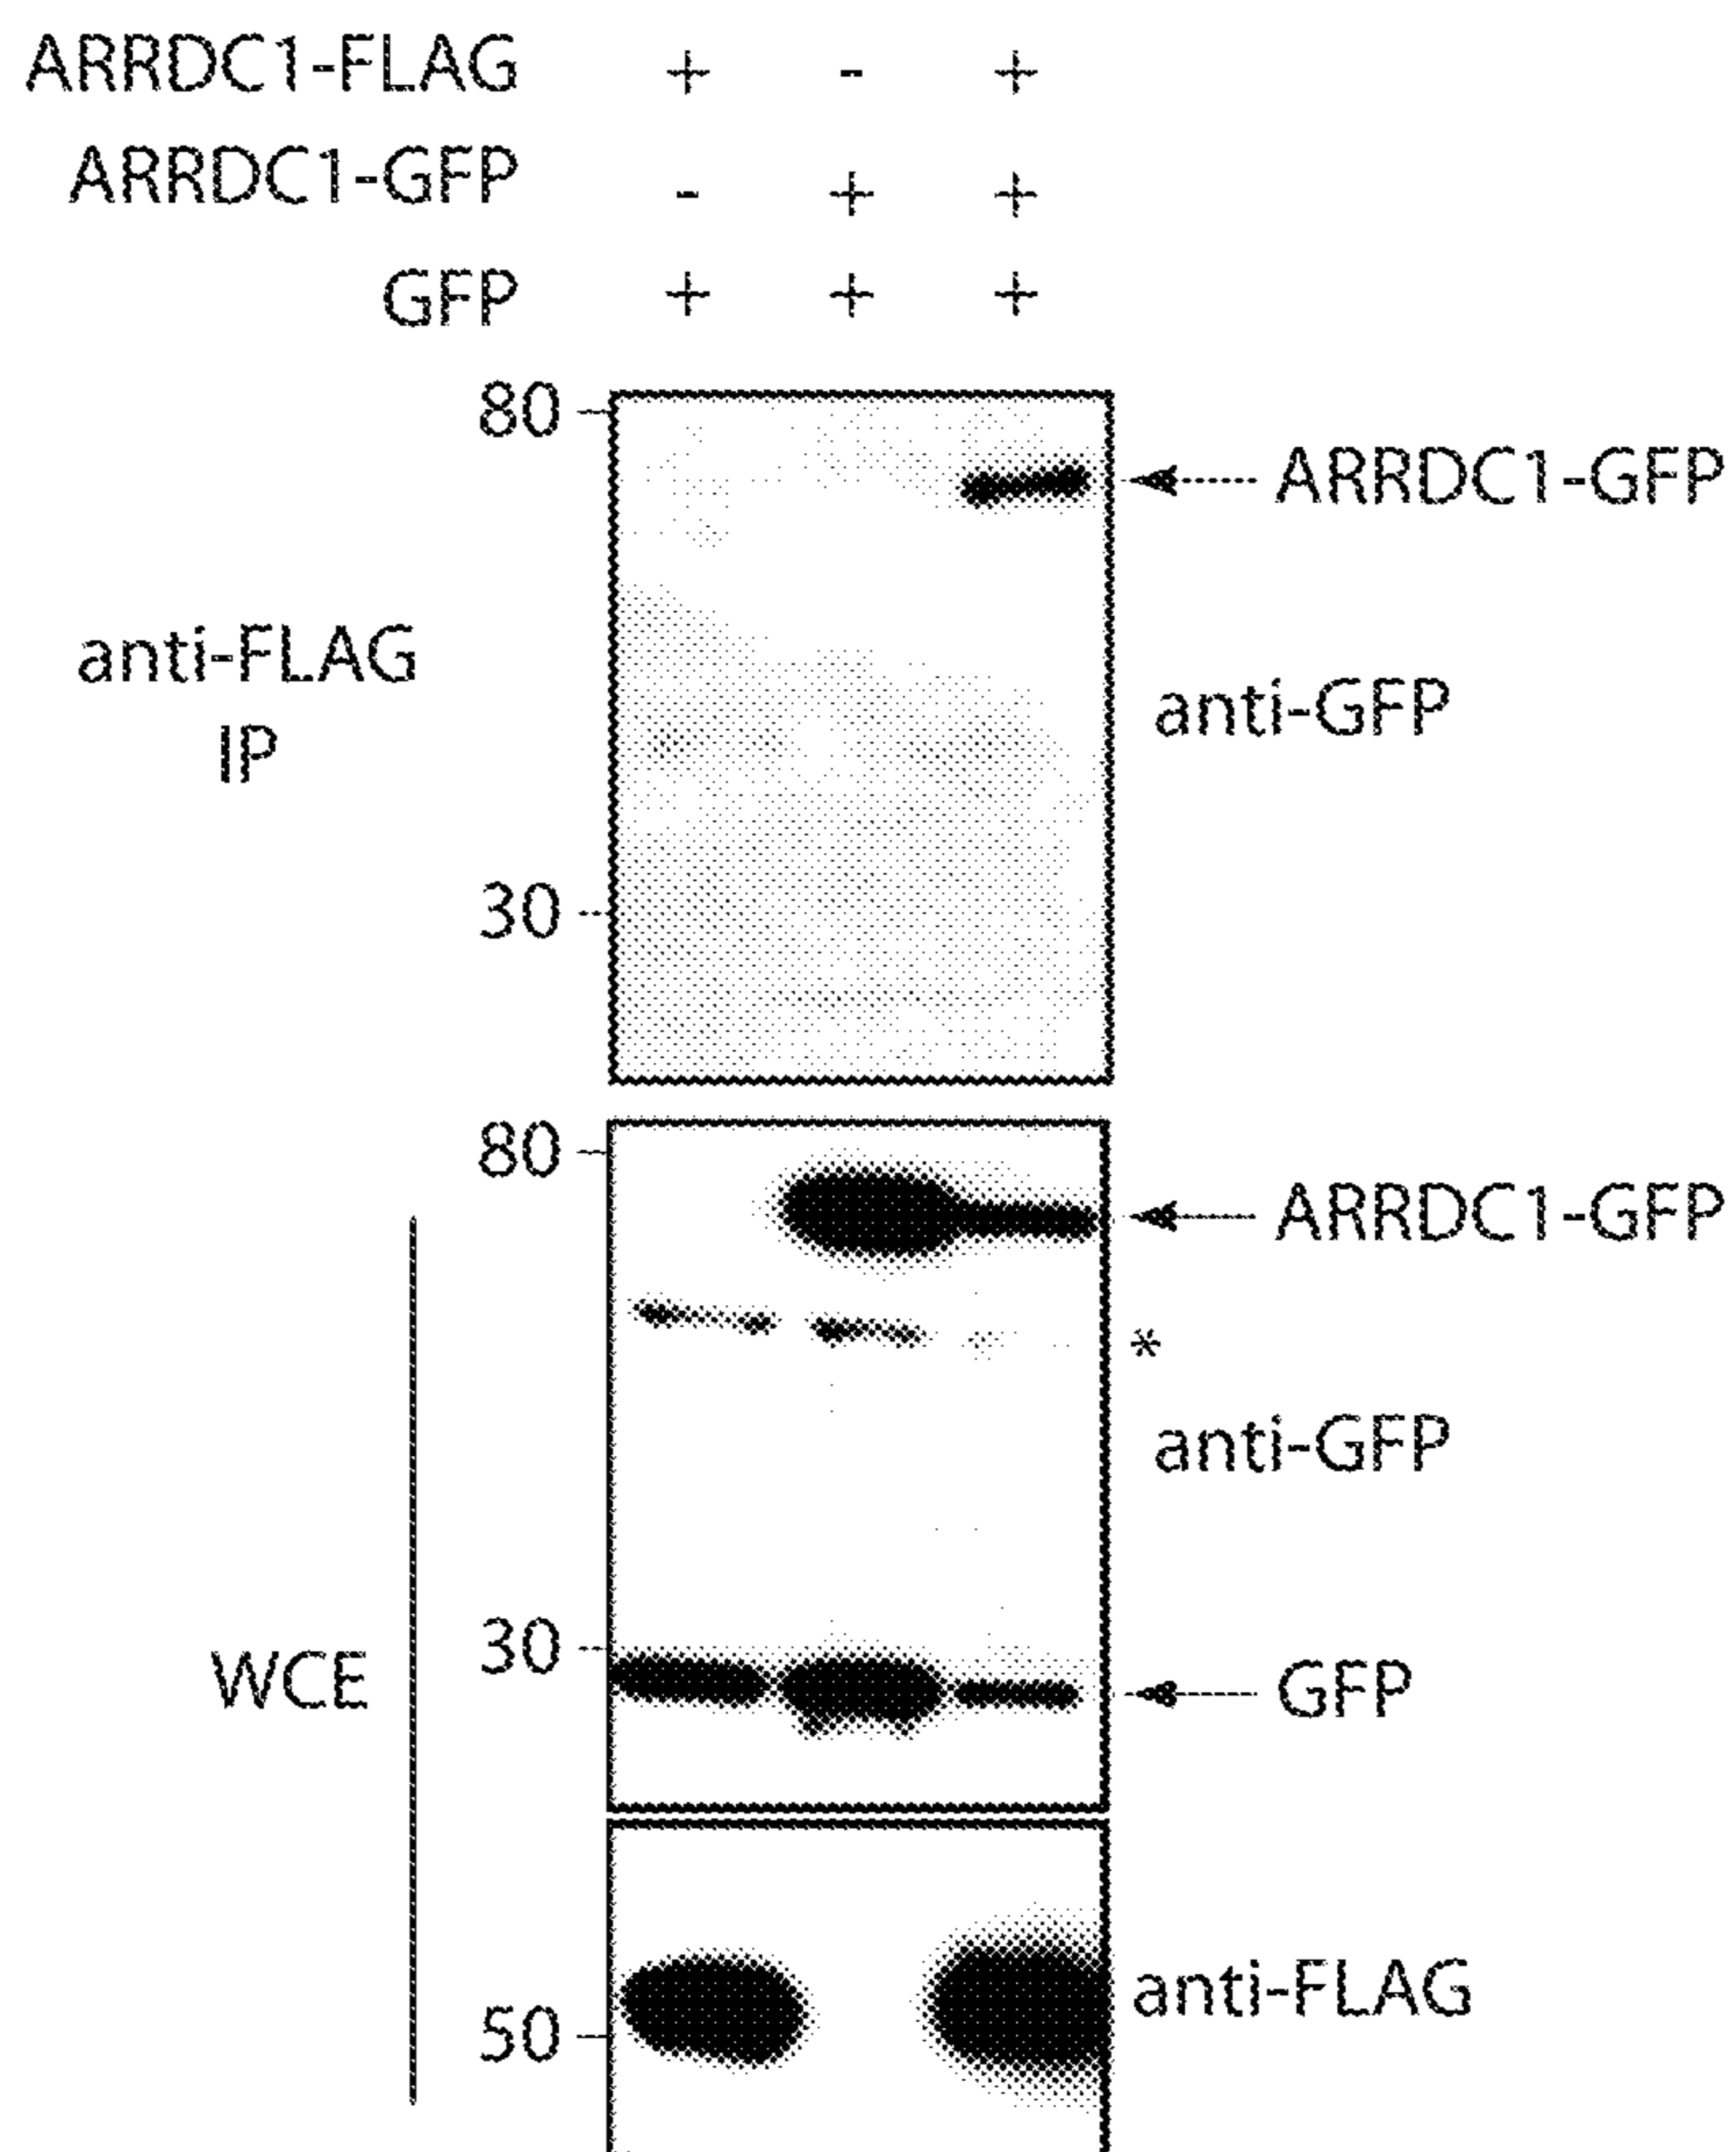 ARRDC1-FLAG + - +
ARRDC1-GFP - + +
GFP + + +
80
ARRDC1-GFP
anti-FLAG
IP
anti-GFP
30
80
ARRDC1-GFP
*
anti-GFP
30
WCE
GFP
anti-FLAG
50